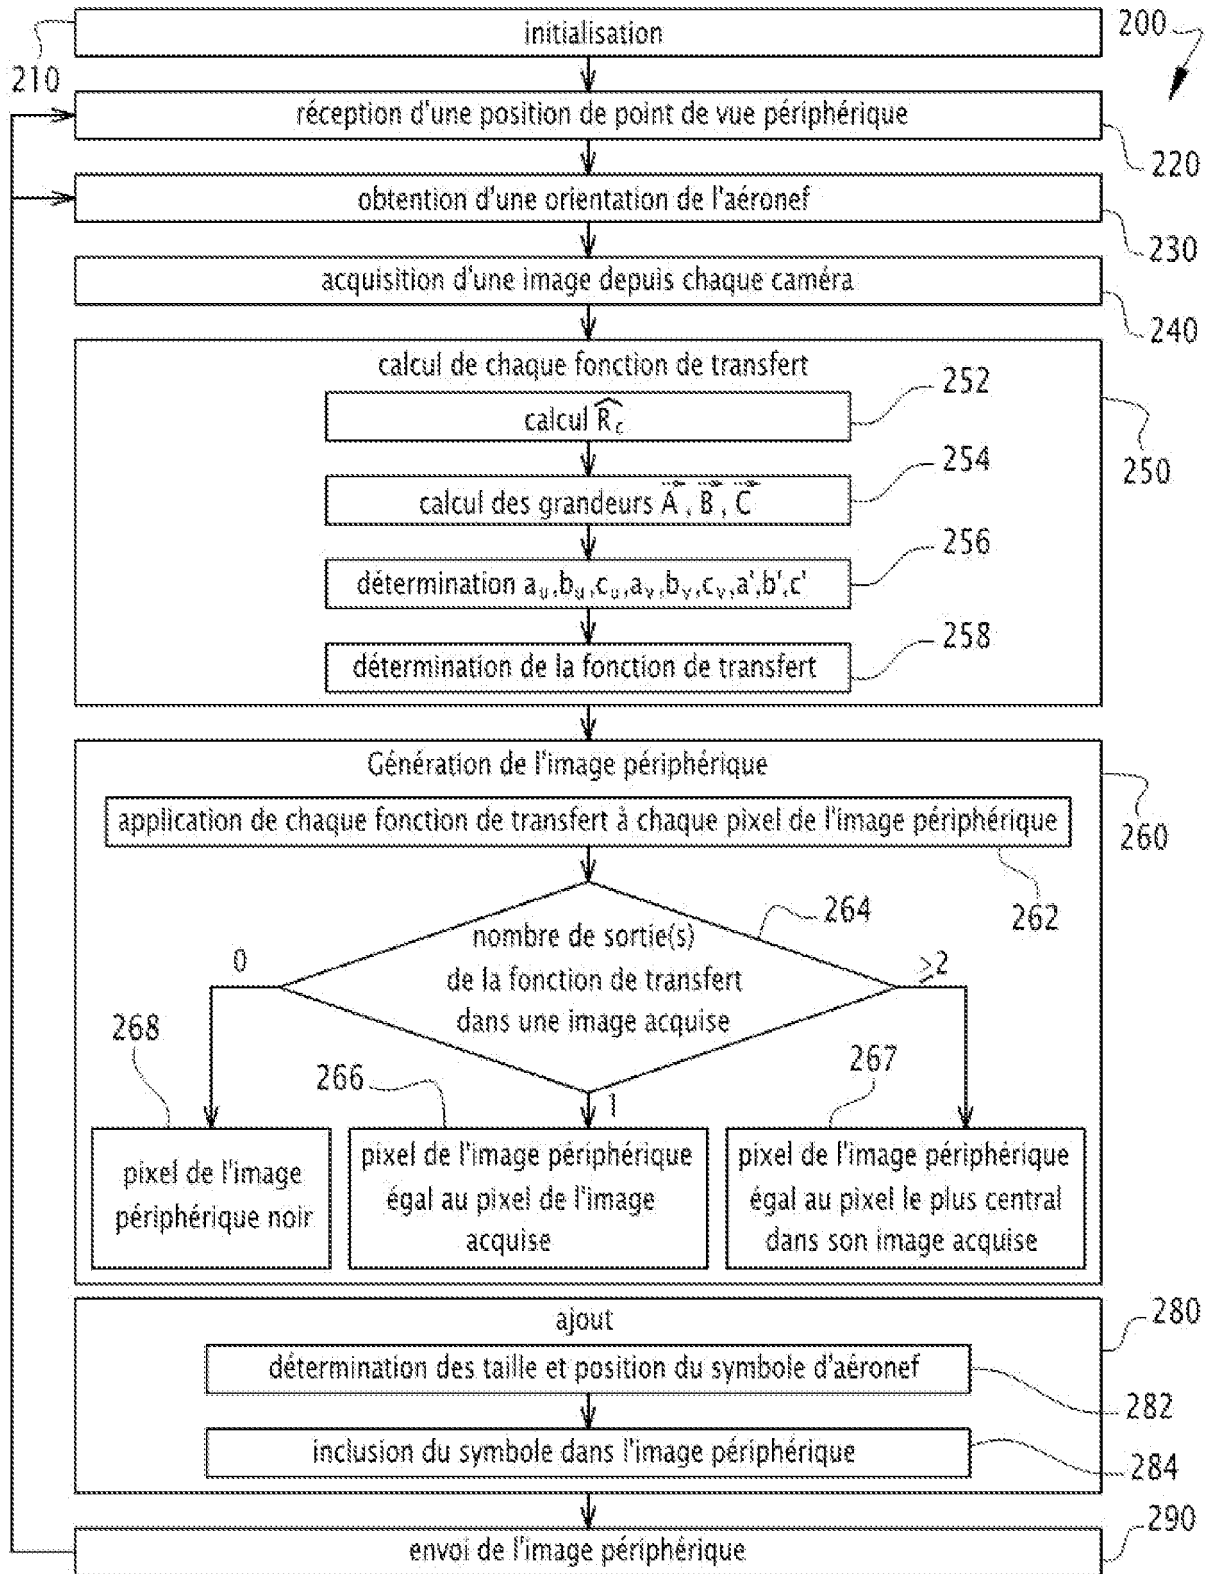 initialisation
200
210
réception d'une position de point de vue périphérique
220
obtention d'une orientation de l'aéronef
230
acquisition d'une image depuis chaque caméra
240
calcul de chaque fonction de transfert
252
calcul R̂c
250
254
calcul des grandeurs A⃗, B⃗, C⃗
256
détermination aᵤ,bᵤ,cᵤ,aᵥ,bᵥ,cᵥ,a',b',c'
258
détermination de la fonction de transfert
Génération de l'image périphérique
260
application de chaque fonction de transfert à chaque pixel de l'image périphérique
262
264
nombre de sortie(s)
de la fonction de transfert
dans une image acquise
0
≥2
1
268
266
267
pixel de l'image
périphérique noir
pixel de l'image périphérique
égal au pixel de l'image
acquise
pixel de l'image périphérique
égal au pixel le plus central
dans son image acquise
ajout
280
détermination des taille et position du symbole d'aéronef
282
inclusion du symbole dans l'image périphérique
284
envoi de l'image périphérique
290